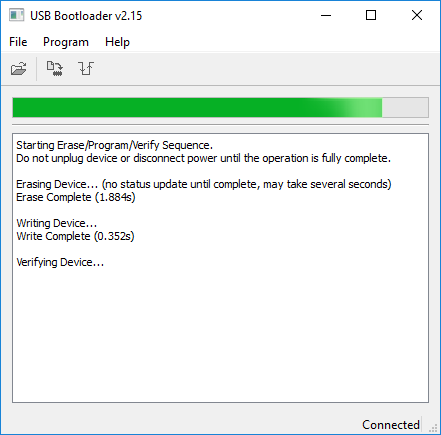 USB Bootloader v2.15
File Program Help
Starting Erase/Program/Verify Sequence.
Do not unplug device or disconnect power until the operation is fully complete.
Erasing Device... (no status update until complete, may take several seconds)
Erase Complete (1.884s)
Writing Device...
Write Complete (0.352s)
Verifying Device...
Connected